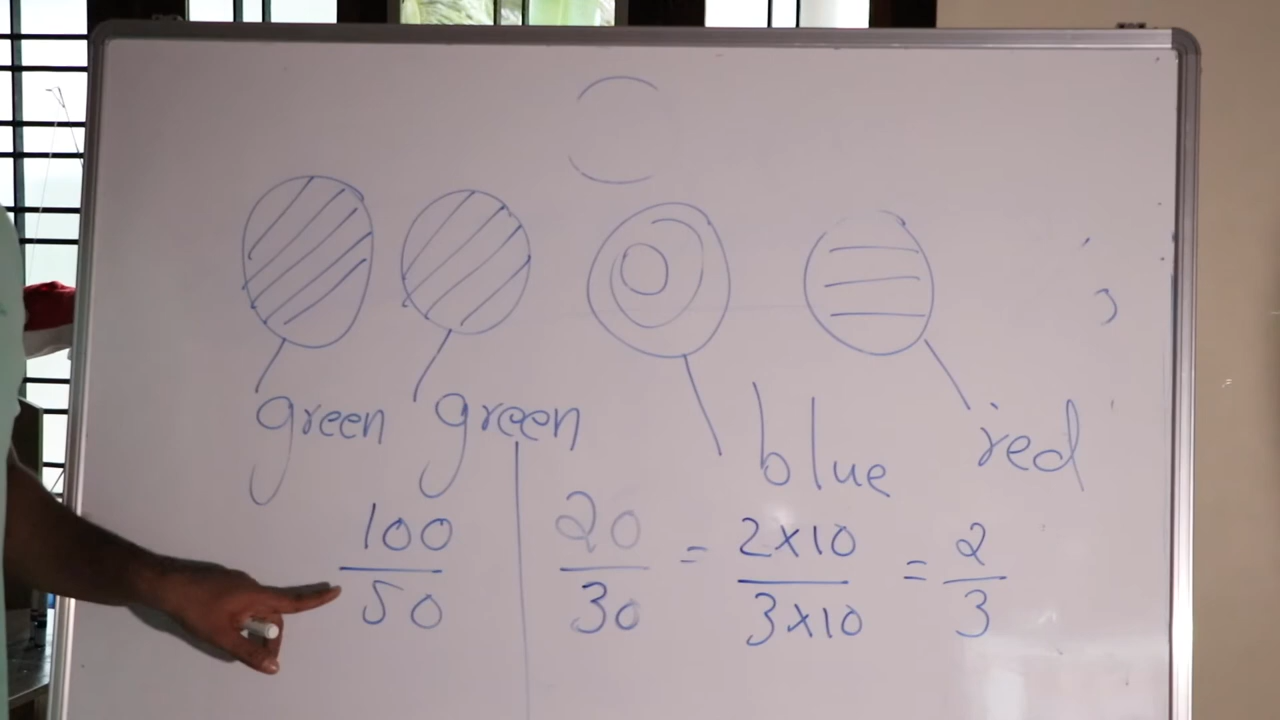 green green blue red
100/50 | 20/30 = 2×10/3×10 = 2/3